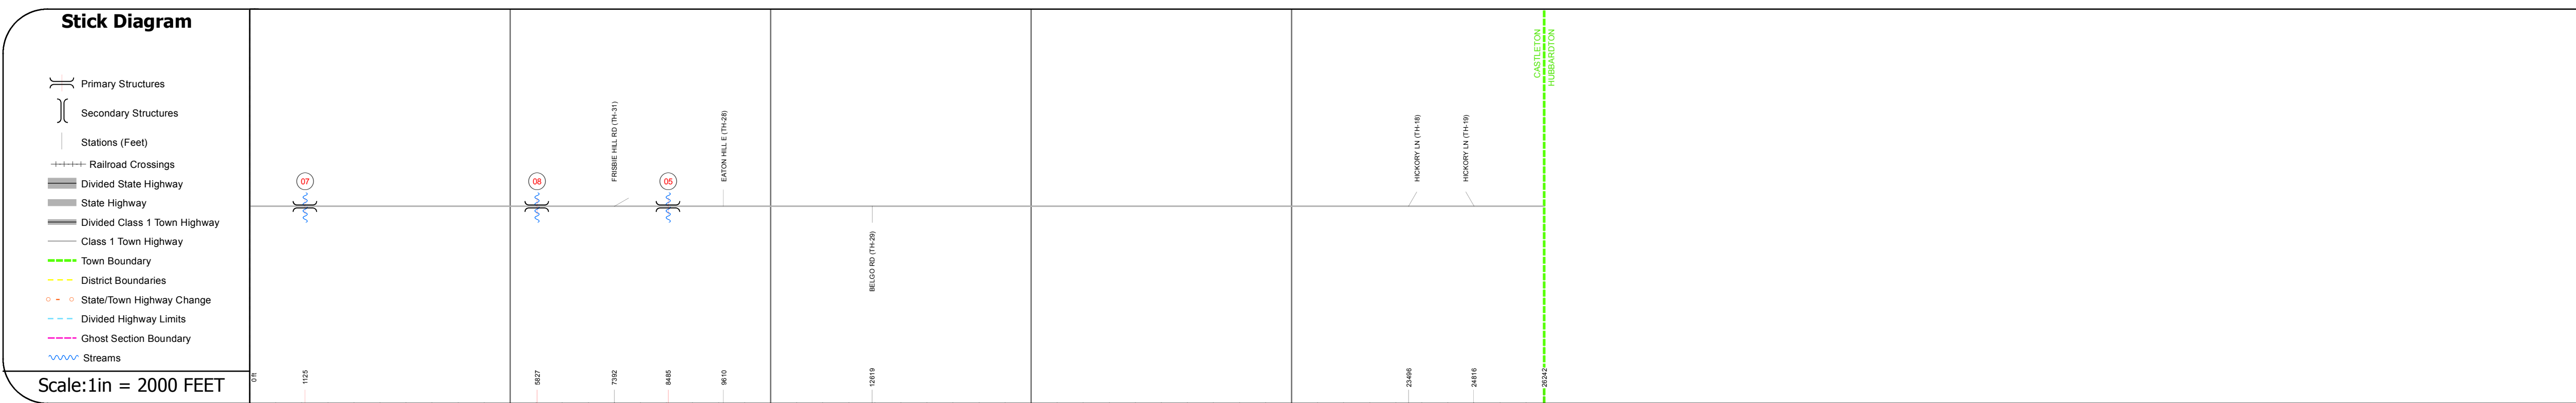 Stick Diagram
Primary Structures
Secondary Structures
Stations (Feet)
Railroad Crossings
Divided State Highway
State Highway
Divided Class 1 Town Highway
Class 1 Town Highway
Town Boundary
District Boundaries
State/Town Highway Change
Divided Highway Limits
Ghost Section Boundary
Streams
Scale:1in = 2000 FEET
07
08
FRISBIE HILL RD (TH-31)
05
EATON HILL E (TH-28)
BELGO RD (TH-29)
HICKORY LN (TH-18)
HICKORY LN (TH-19)
CASTLETON
HUBBARDTON
0 ft
1125
5827
7392
8485
9610
12619
23496
24816
26242